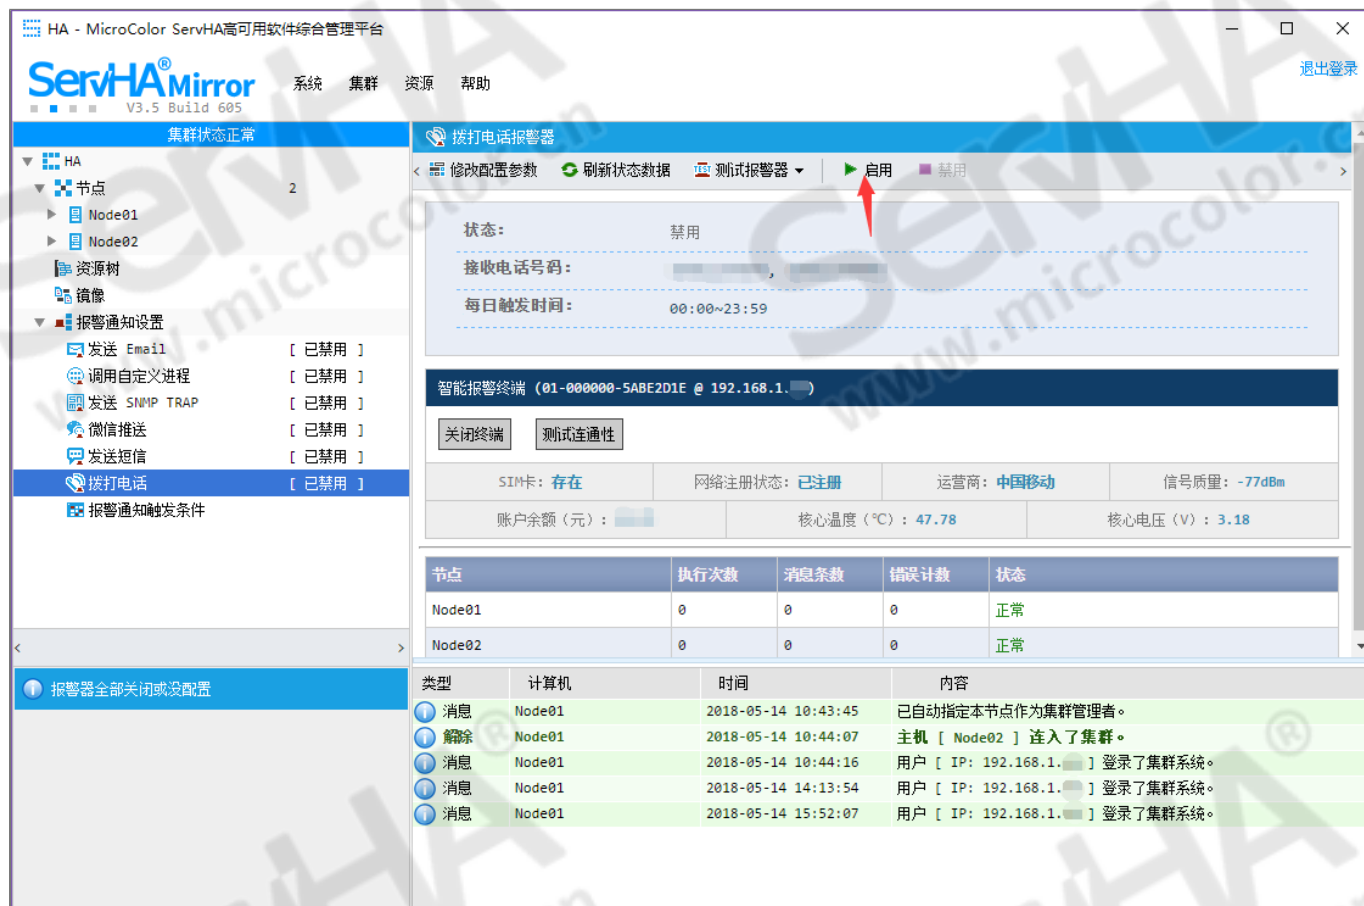 HA - MicroColor ServHA高可用软件综合管理平台
ServHA® Mirror
V3.5 Build 605
系统 集群 资源 帮助
退出登录
集群状态正常
HA
节点 2
Node01
Node02
资源树
镜像
报警通知设置
发送 Email [ 已禁用 ]
调用自定义进程 [ 已禁用 ]
发送 SNMP TRAP [ 已禁用 ]
微信推送 [ 已禁用 ]
发送短信 [ 已禁用 ]
拨打电话 [ 已禁用 ]
报警通知触发条件
报警器全部关闭或没配置
拨打电话报警器
修改配置参数 刷新状态数据 TEST 测试报警器 启用 禁用
状态: 禁用
接收电话号码: ,
每日触发时间: 00:00~23:59
智能报警终端 (01-000000-5ABE2D1E @ 192.168.1. )
关闭终端 测试连通性
SIM卡: 存在 网络注册状态: 已注册 运营商: 中国移动 信号质量: -77dBm
账户余额 (元) : 核心温度 (℃) : 47.78 核心电压 (V) : 3.18
节点 执行次数 消息条数 错误计数 状态
Node01 0 0 0 正常
Node02 0 0 0 正常
类型 计算机 时间 内容
消息 Node01 2018-05-14 10:43:45 已自动指定本节点作为集群管理者。
解除 Node01 2018-05-14 10:44:07 主机 [ Node02 ] 连入了集群。
消息 Node01 2018-05-14 10:44:16 用户 [ IP: 192.168.1. ] 登录了集群系统。
消息 Node01 2018-05-14 14:13:54 用户 [ IP: 192.168.1. ] 登录了集群系统。
消息 Node01 2018-05-14 15:52:07 用户 [ IP: 192.168.1. ] 登录了集群系统。
ServHA®
www.microcolor.cn